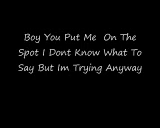 Boy You Put Me On The
Spot I Dont Know What To
Say But Im Trying Anyway